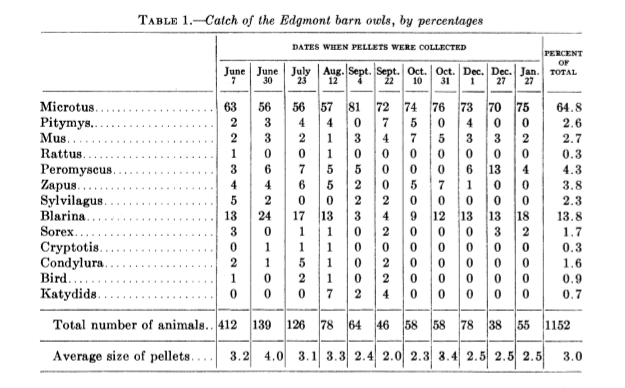 TABLE 1.—Catch of the Edgmont barn owls, by percentages
DATES WHEN PELLETS WERE COLLECTED
PERCENT OF TOTAL
June 7 June 30 July 23 Aug. 12 Sept. 4 Sept. 22 Oct. 10 Oct. 31 Dec. 1 Dec. 27 Jan. 27
Microtus 63 56 56 57 81 72 74 76 73 70 75 64.8
Pitymys 2 3 4 4 0 7 5 0 4 0 0 2.6
Mus 2 3 2 1 3 4 7 5 3 3 2 2.7
Rattus 1 0 0 1 0 0 0 0 0 0 0 0.3
Peromyscus 3 6 7 5 5 0 0 0 6 13 4 4.3
Zapus 4 4 6 5 2 0 5 7 1 0 0 3.8
Sylvilagus 5 2 0 0 2 2 0 0 0 0 0 2.3
Blarina 13 24 17 13 3 4 9 12 13 13 18 13.8
Sorex 3 0 1 1 0 2 0 0 0 3 2 1.7
Cryptotis 0 1 1 1 0 0 0 0 0 0 0 0.3
Condylura 2 1 5 1 0 2 0 0 0 0 0 1.6
Bird 1 0 2 1 0 2 0 0 0 0 0 0.9
Katydids 0 0 0 7 2 4 0 0 0 0 0 0.7
Total number of animals.. 412 139 126 78 64 46 58 58 78 38 55 1152
Average size of pellets.... 3.2 4.0 3.1 3.3 2.4 2.0 2.3 3.4 2.5 2.5 2.5 3.0